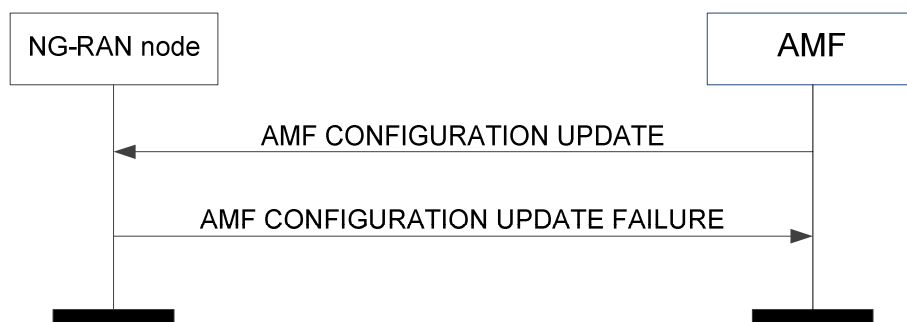 NG-RAN node
AMF
AMF CONFIGURATION UPDATE
AMF CONFIGURATION UPDATE FAILURE